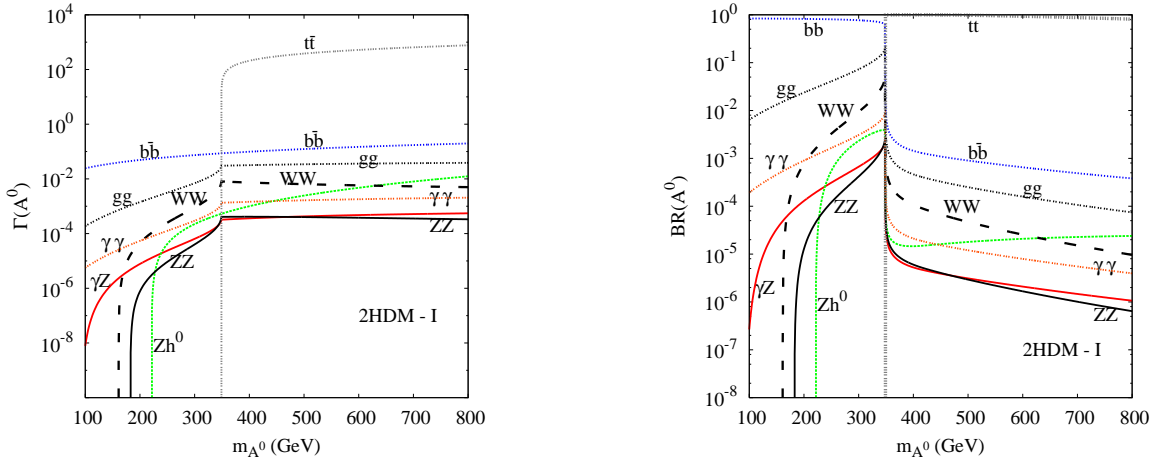 10^4
10^2
10^0
10^-2
10^-4
10^-6
10^-8
Γ(A^0)
tt̄
bb̄
bb̄
gg
gg
WW
WW
γ γ
γ γ
γZ
ZZ
ZZ
Zh^0
2HDM - I
100 200 300 400 500 600 700 800
m_A^0 (GeV)
10^0
10^-1
10^-2
10^-3
10^-4
10^-5
10^-6
10^-7
10^-8
BR(A^0)
bb
tt
gg
WW
γ γ
bb̄
gg
WW
ZZ
γ γ
γZ
Zh^0
ZZ
2HDM - I
100 200 300 400 500 600 700 800
m_A^0 (GeV)